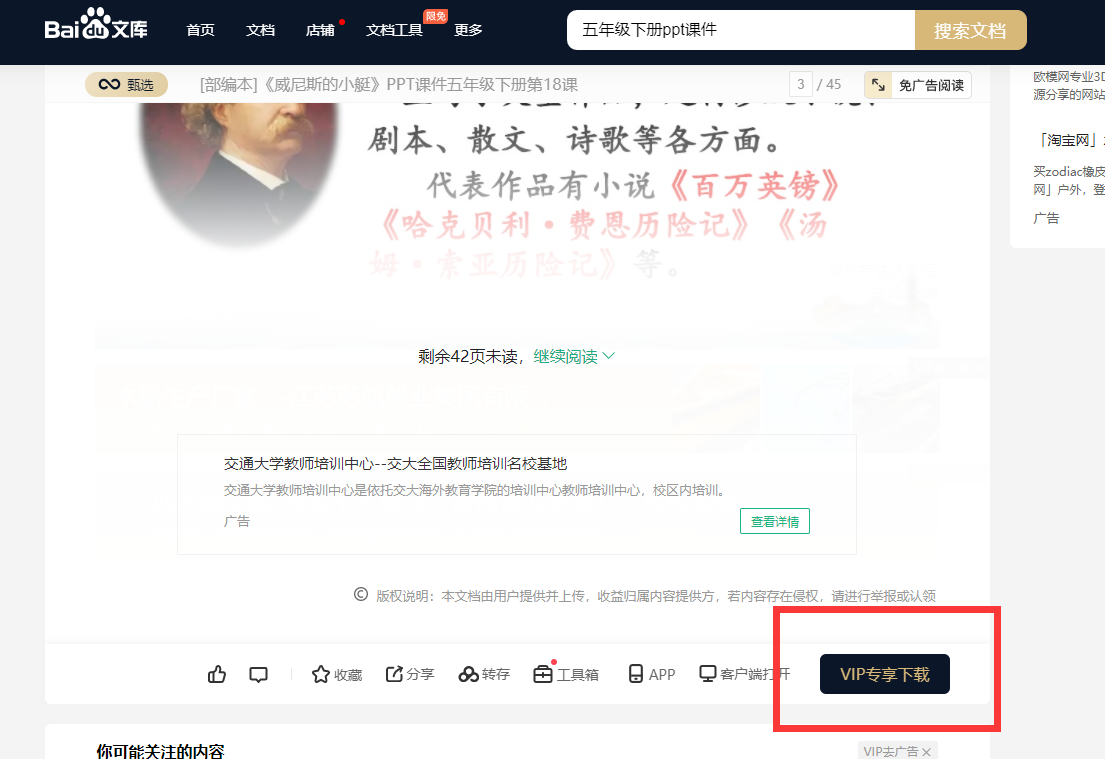 Bai du 文库 首页 文档 店铺 文档工具 限免 更多 五年级下册ppt课件 搜索文档
甄选 [部编本]《威尼斯的小艇》PPT课件五年级下册第18课 3 / 45 免广告阅读
剧本、散文、诗歌等各方面。
代表作品有小说《百万英镑》
《哈克贝利·费恩历险记》《汤
姆·索亚历险记》等。
剩余42页未读，继续阅读
交通大学教师培训中心--交大全国教师培训名校基地
交通大学教师培训中心是依托交大海外教育学院的培训中心教师培训中心，校区内培训。
广告 查看详情
© 版权说明：本文档由用户提供并上传，收益归属内容提供方，若内容存在侵权，请进行举报或认领
收藏 分享 转存 工具箱 APP 客户端打开 VIP专享下载
你可能关注的内容 VIP去广告×
欧模网专业3D
源分享的网站
「淘宝网」
买zodiac橡皮
网」户外，登
广告